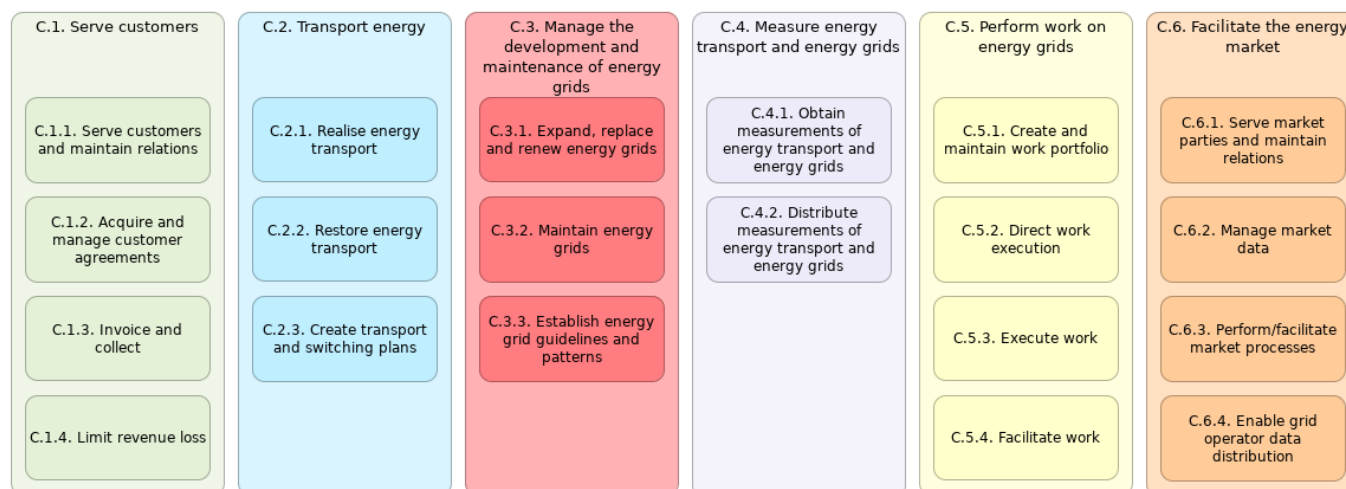 C.1. Serve customers
C.1.1. Serve customers
and maintain relations
C.1.2. Acquire and
manage customer
agreements
C.1.3. Invoice and
collect
C.1.4. Limit revenue loss
C.2. Transport energy
C.2.1. Realise energy
transport
C.2.2. Restore energy
transport
C.2.3. Create transport
and switching plans
C.3. Manage the
development and
maintenance of energy
grids
C.3.1. Expand, replace
and renew energy grids
C.3.2. Maintain energy
grids
C.3.3. Establish energy
grid guidelines and
patterns
C.4. Measure energy
transport and energy grids
C.4.1. Obtain
measurements of
energy transport and
energy grids
C.4.2. Distribute
measurements of
energy transport and
energy grids
C.5. Perform work on
energy grids
C.5.1. Create and
maintain work portfolio
C.5.2. Direct work
execution
C.5.3. Execute work
C.5.4. Facilitate work
C.6. Facilitate the energy
market
C.6.1. Serve market
parties and maintain
relations
C.6.2. Manage market
data
C.6.3. Perform/facilitate
market processes
C.6.4. Enable grid
operator data
distribution